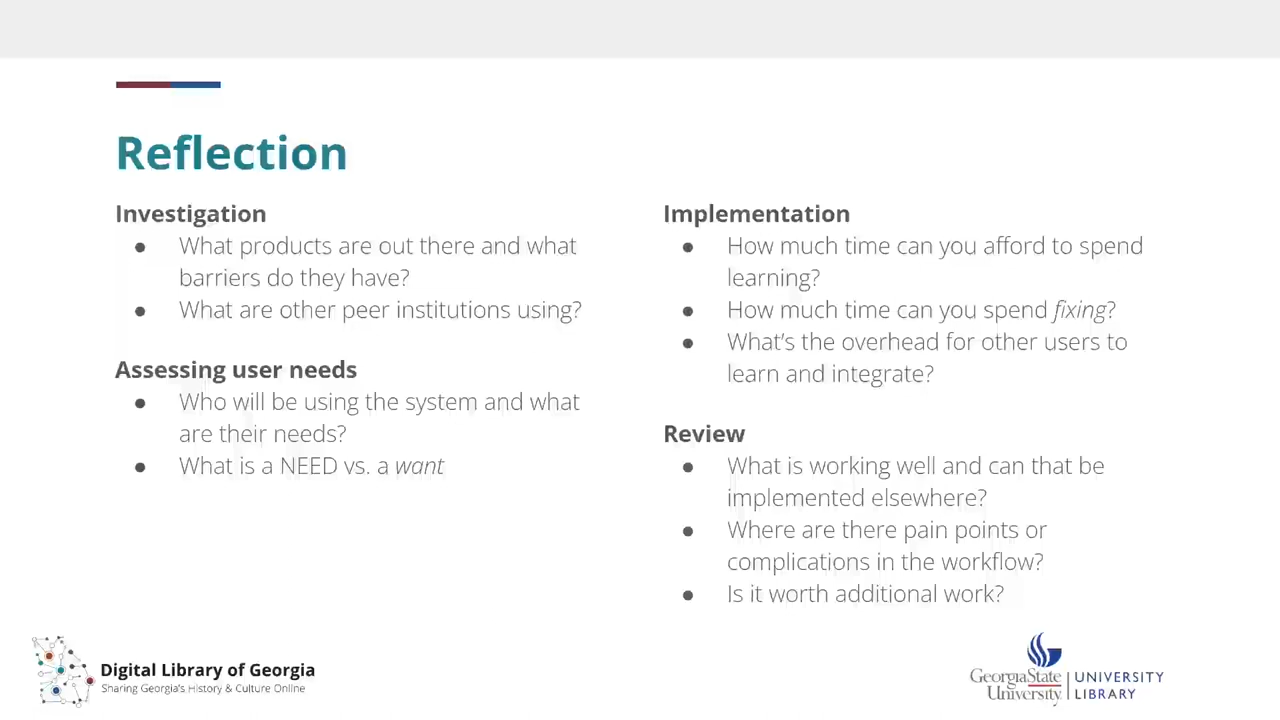 Reflection
Investigation
● What products are out there and what
barriers do they have?
● What are other peer institutions using?
Assessing user needs
● Who will be using the system and what
are their needs?
● What is a NEED vs. a want
Implementation
● How much time can you afford to spend
learning?
● How much time can you spend fixing?
● What's the overhead for other users to
learn and integrate?
Review
● What is working well and can that be
implemented elsewhere?
● Where are there pain points or
complications in the workflow?
● Is it worth additional work?
Digital Library of Georgia
Sharing Georgia's History & Culture Online
GeorgiaState
University
UNIVERSITY
LIBRARY